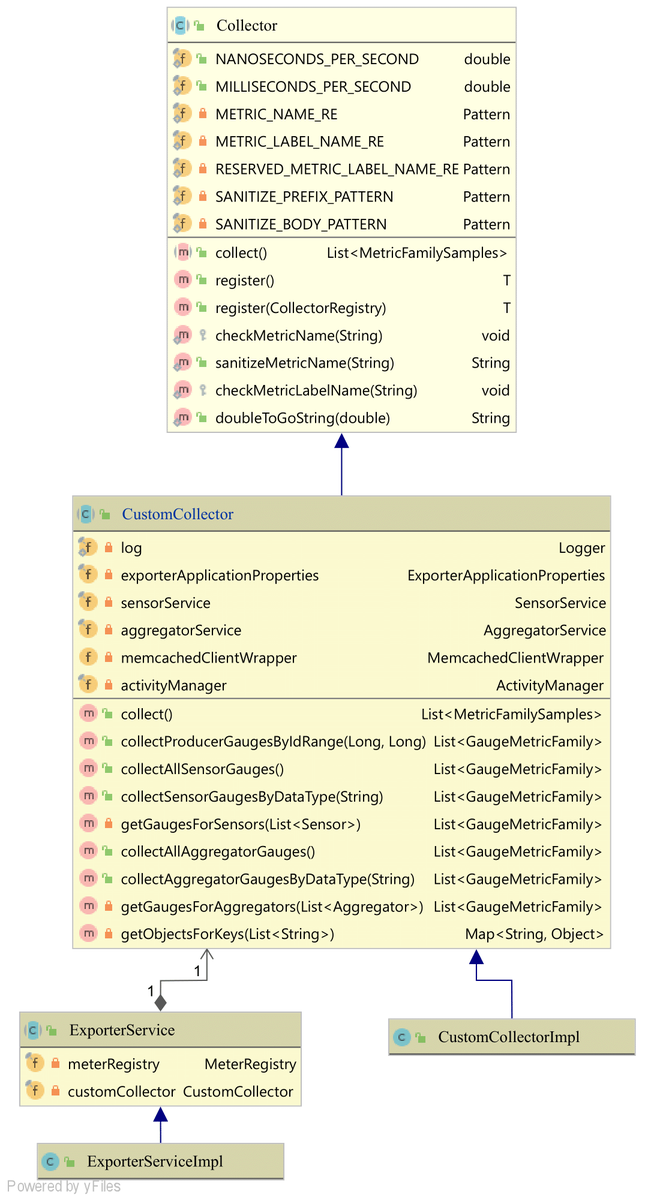 Collector
NANOSECONDS_PER_SECOND double
MILLISECONDS_PER_SECOND double
METRIC_NAME_RE Pattern
METRIC_LABEL_NAME_RE Pattern
RESERVED_METRIC_LABEL_NAME_RE Pattern
SANITIZE_PREFIX_PATTERN Pattern
SANITIZE_BODY_PATTERN Pattern
collect() List<MetricFamilySamples>
register() T
register(CollectorRegistry) T
checkMetricName(String) void
sanitizeMetricName(String) String
checkMetricLabelName(String) void
doubleToGoString(double) String
CustomCollector
log Logger
exporterApplicationProperties ExporterApplicationProperties
sensorService SensorService
aggregatorService AggregatorService
memcachedClientWrapper MemcachedClientWrapper
activityManager ActivityManager
collect() List<MetricFamilySamples>
collectProducerGaugesByIdRange(Long, Long) List<GaugeMetricFamily>
collectAllSensorGauges() List<GaugeMetricFamily>
collectSensorGaugesByDataType(String) List<GaugeMetricFamily>
getGaugesForSensors(List<Sensor>) List<GaugeMetricFamily>
collectAllAggregatorGauges() List<GaugeMetricFamily>
collectAggregatorGaugesByDataType(String) List<GaugeMetricFamily>
getGaugesForAggregators(List<Aggregator>) List<GaugeMetricFamily>
getObjectsForKeys(List<String>) Map<String, Object>
1
1
ExporterService
meterRegistry MeterRegistry
customCollector CustomCollector
CustomCollectorImpl
ExporterServiceImpl
Powered by yFiles